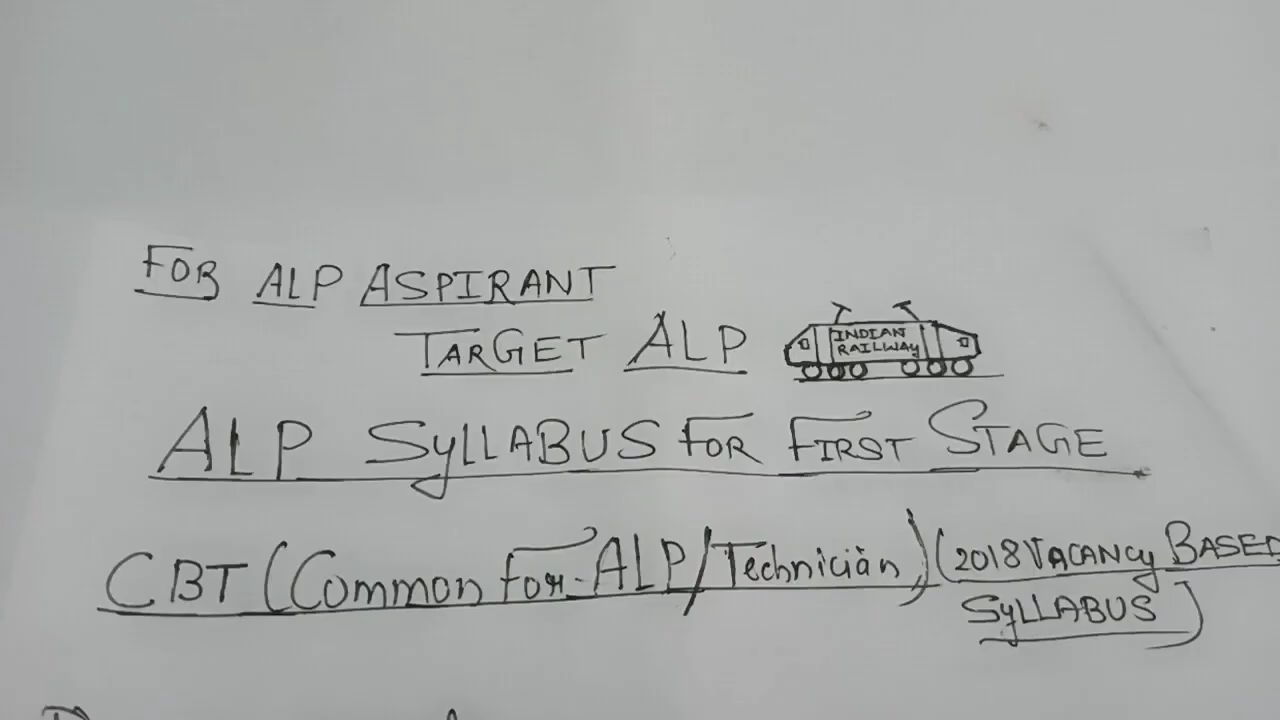 FOR ALP ASPIRANT
TARGET ALP
INDIAN
RAILWAY
ALP SYLLABUS FOR FIRST STAGE
CBT (Common for ALP/Technician) (2018 VACANCY BASED
SYLLABUS)